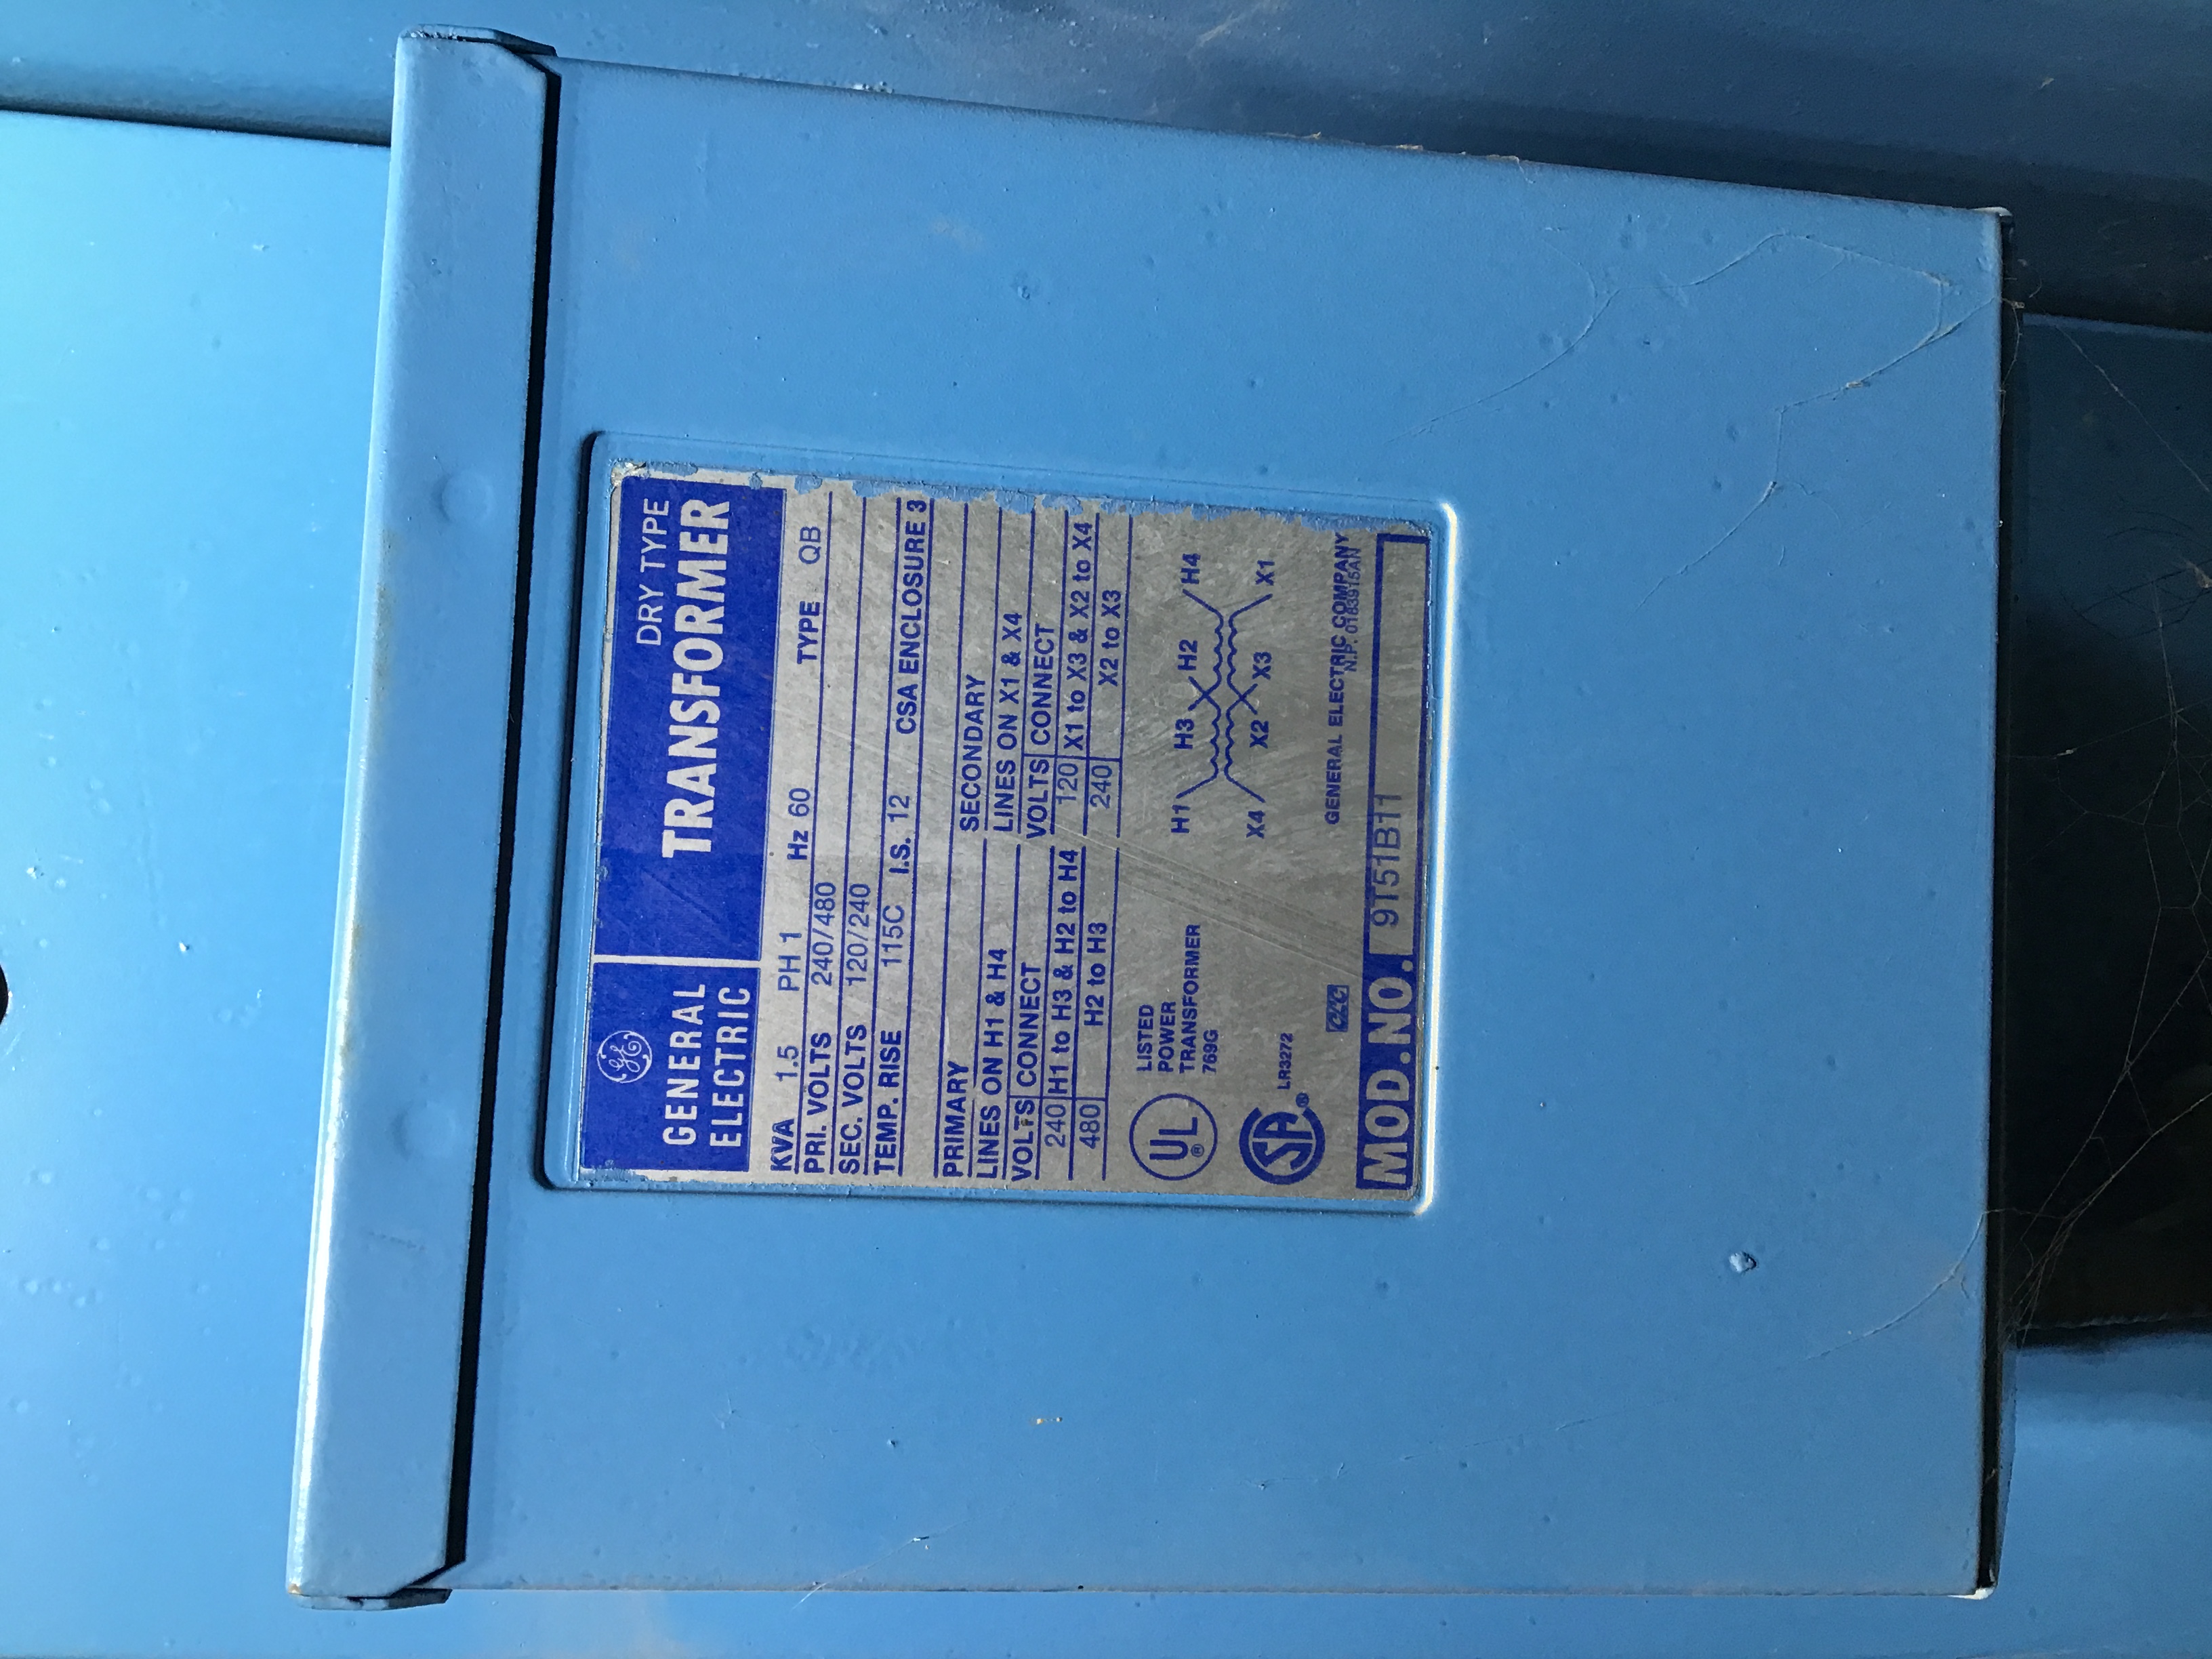 GE
GENERAL
ELECTRIC
DRY TYPE
TRANSFORMER
KVA 1.5 PH 1 Hz 60 TYPE QB
PRI. VOLTS 240/480
SEC. VOLTS 120/240
TEMP. RISE 115C I.S. 12 CSA ENCLOSURE 3
PRIMARY
LINES ON H1 & H4
VOLTS CONNECT
240 H1 to H3 & H2 to H4
480 H2 to H3
SECONDARY
LINES ON X1 & X4
VOLTS CONNECT
120 X1 to X3 & X2 to X4
240 X2 to X3
UL®
LISTED
POWER
TRANSFORMER
769G
SA®
LR3272
H1 H3 H2 H4
X4 X2 X3 X1
GENERAL ELECTRIC COMPANY
N.P. 0183915AN
MOD.NO. 9T51B11